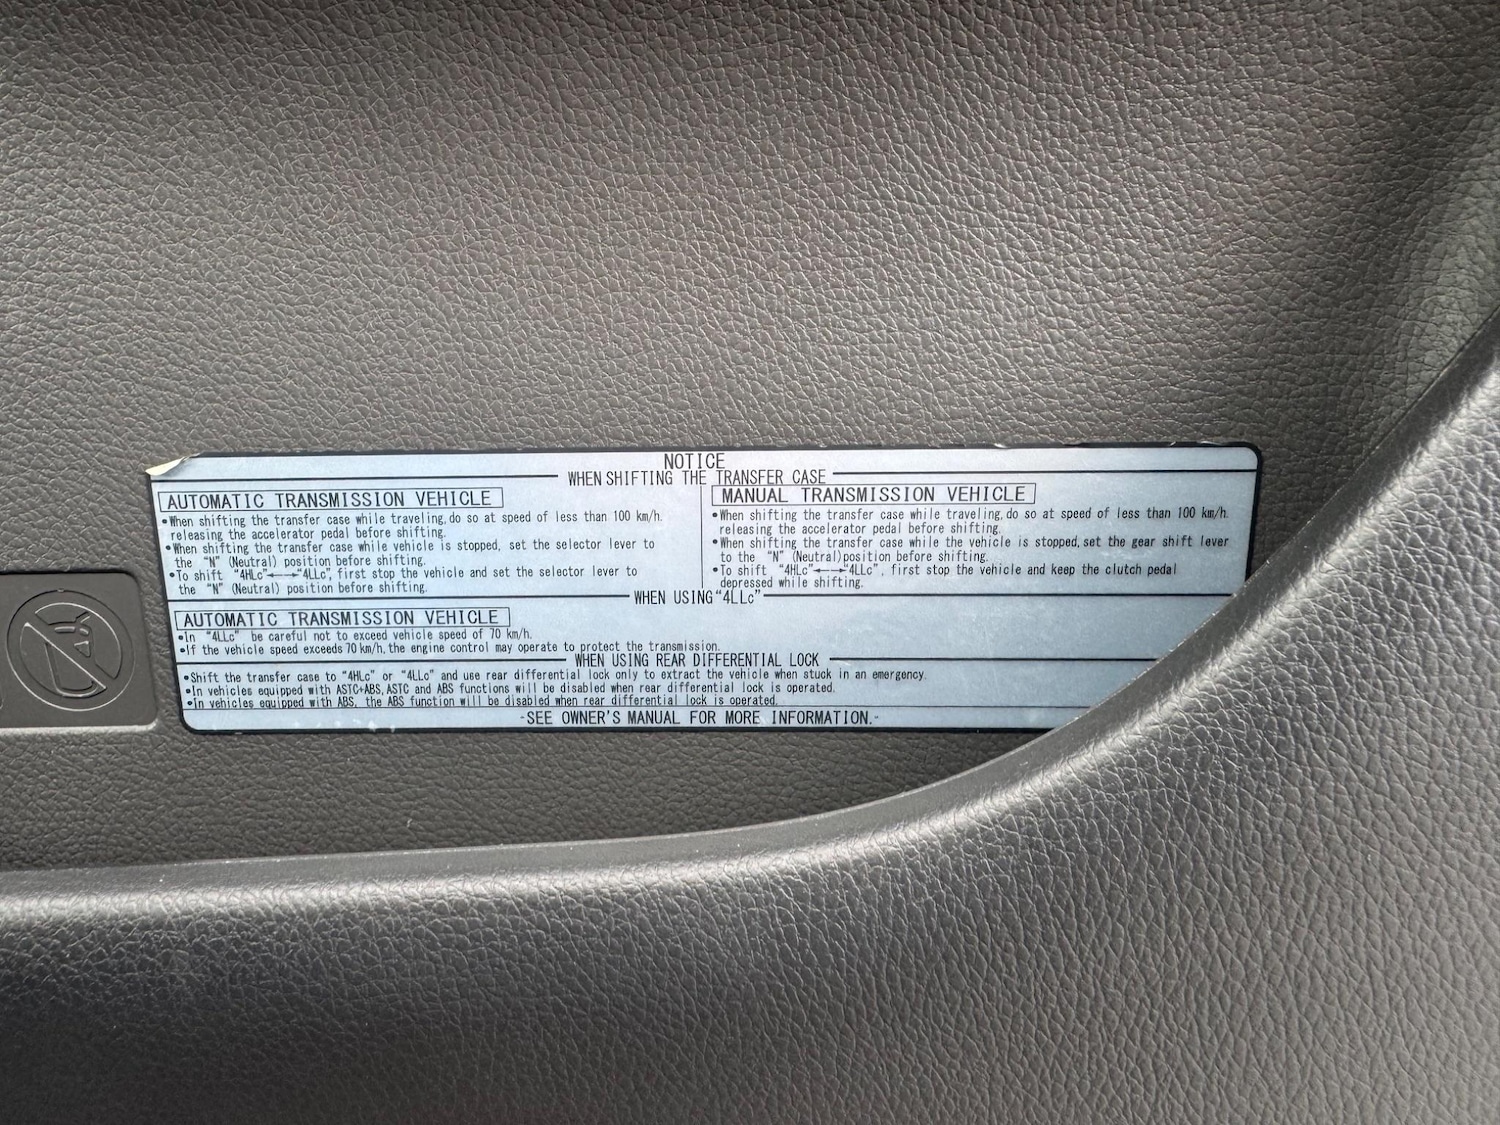 NOTICE
WHEN SHIFTING THE TRANSFER CASE
AUTOMATIC TRANSMISSION VEHICLE
•When shifting the transfer case while traveling, do so at speed of less than 100 km/h.
releasing the accelerator pedal before shifting.
•When shifting the transfer case while vehicle is stopped, set the selector lever to
the "N" (Neutral) position before shifting.
•To shift "4HLc"←→"4LLc", first stop the vehicle and set the selector lever to
the "N" (Neutral) position before shifting.
MANUAL TRANSMISSION VEHICLE
•When shifting the transfer case while traveling, do so at speed of less than 100 km/h.
releasing the accelerator pedal before shifting.
•When shifting the transfer case while the vehicle is stopped, set the gear shift lever
to the "N" (Neutral) position before shifting.
•To shift "4HLc"←→"4LLc", first stop the vehicle and keep the clutch pedal
depressed while shifting.
WHEN USING "4LLc"
AUTOMATIC TRANSMISSION VEHICLE
•In "4LLc" be careful not to exceed vehicle speed of 70 km/h.
•If the vehicle speed exceeds 70 km/h, the engine control may operate to protect the transmission.
WHEN USING REAR DIFFERENTIAL LOCK
•Shift the transfer case to "4HLc" or "4LLc" and use rear differential lock only to extract the vehicle when stuck in an emergency.
•In vehicles equipped with ASTC+ABS, ASTC and ABS functions will be disabled when rear differential lock is operated.
•In vehicles equipped with ABS, the ABS function will be disabled when rear differential lock is operated.
-SEE OWNER'S MANUAL FOR MORE INFORMATION.-